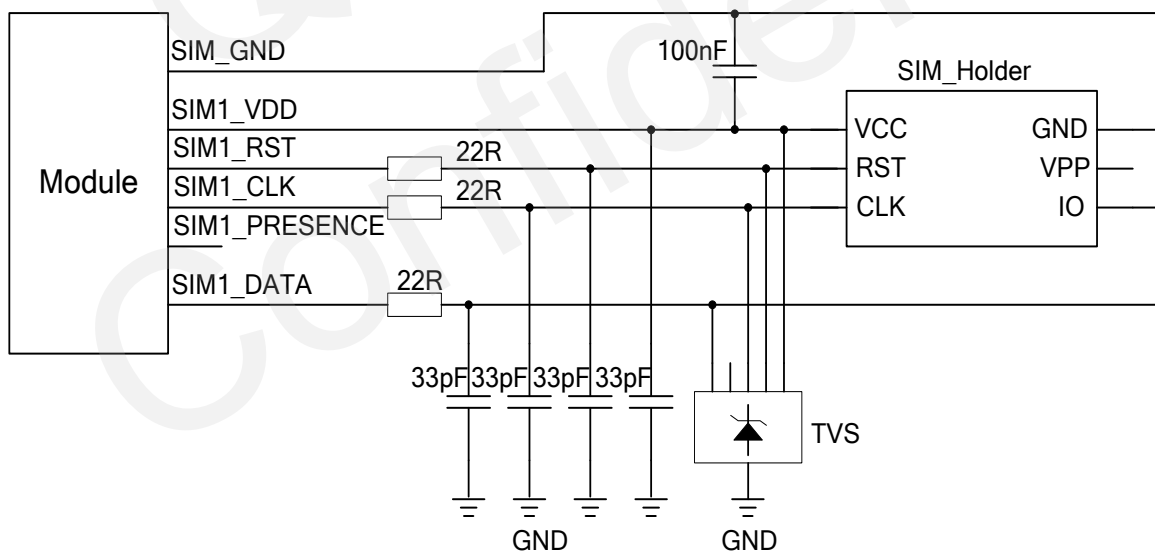 SIM_GND
100nF
SIM_Holder
SIM1_VDD
VCC
GND
SIM1_RST
22R
RST
VPP
Module
SIM1_CLK
22R
CLK
IO
SIM1_PRESENCE
SIM1_DATA
22R
33pF 33pF 33pF 33pF
TVS
GND
GND